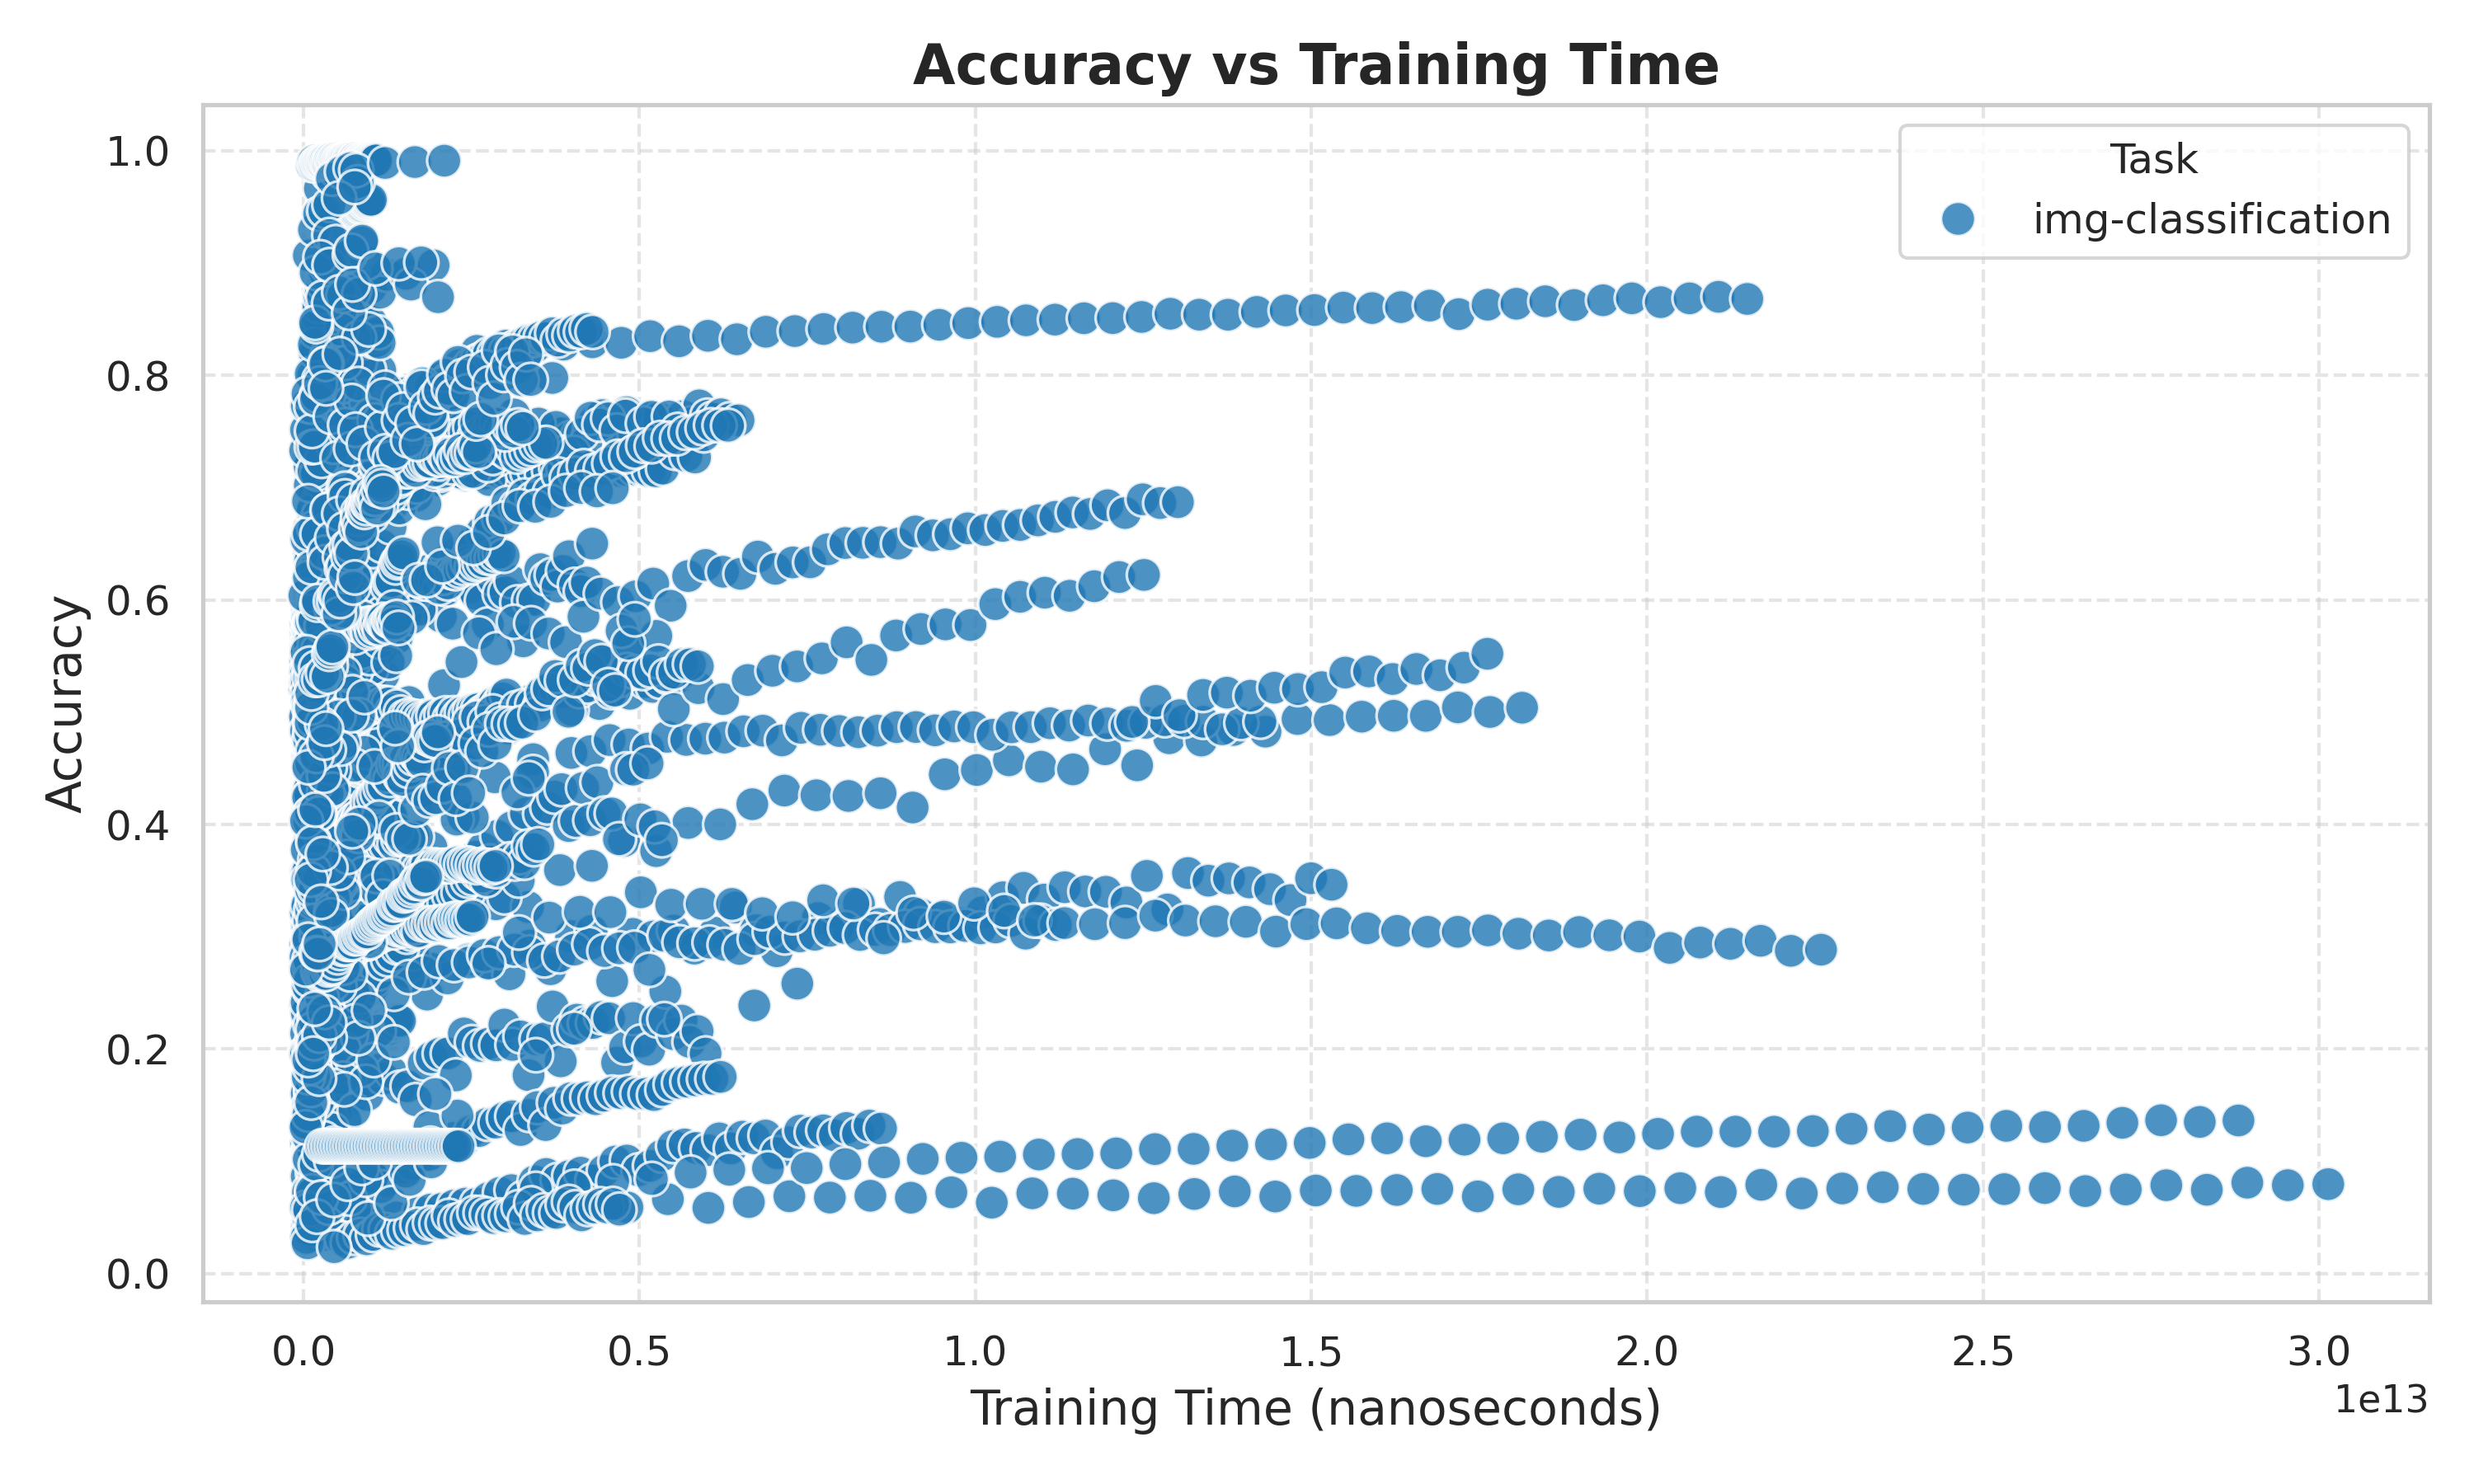 Accuracy vs Training Time
Task
img-classification
Accuracy
1.0
0.8
0.6
0.4
0.2
0.0
0.0 0.5 1.0 1.5 2.0 2.5 3.0
1e13
Training Time (nanoseconds)